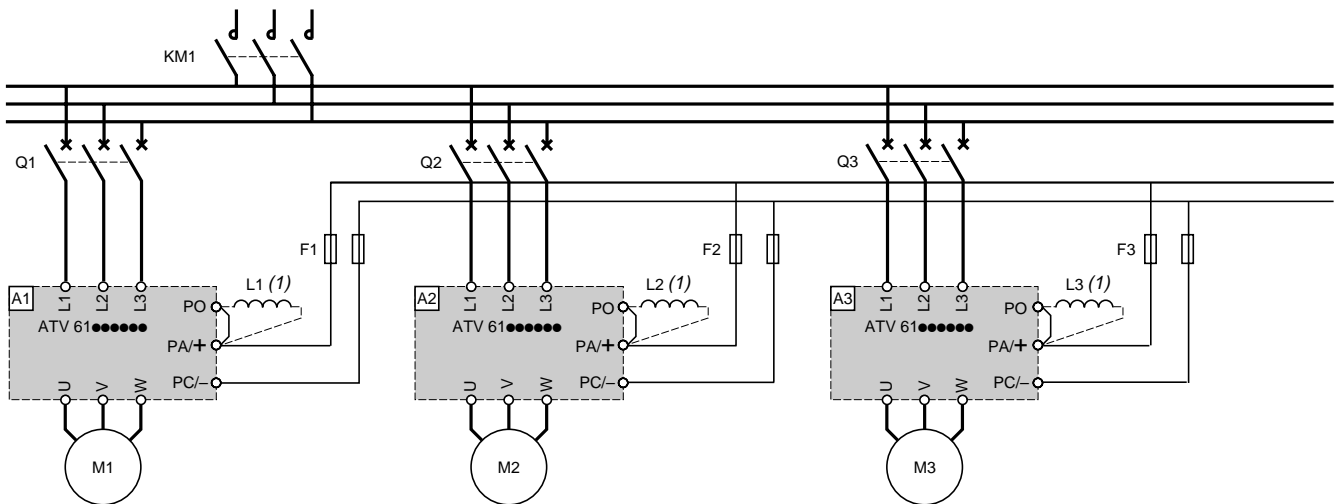 KM1
Q1
Q2
Q3
F1
F2
F3
A1
L1
L2
L3
PO
L1 (1)
ATV 61●●●●●●
PA/+
PC/–
U
V
W
M1
A2
L1
L2
L3
PO
L2 (1)
ATV 61●●●●●●
PA/+
PC/–
U
V
W
M2
A3
L1
L2
L3
PO
L3 (1)
ATV 61●●●●●●
PA/+
PC/–
U
V
W
M3